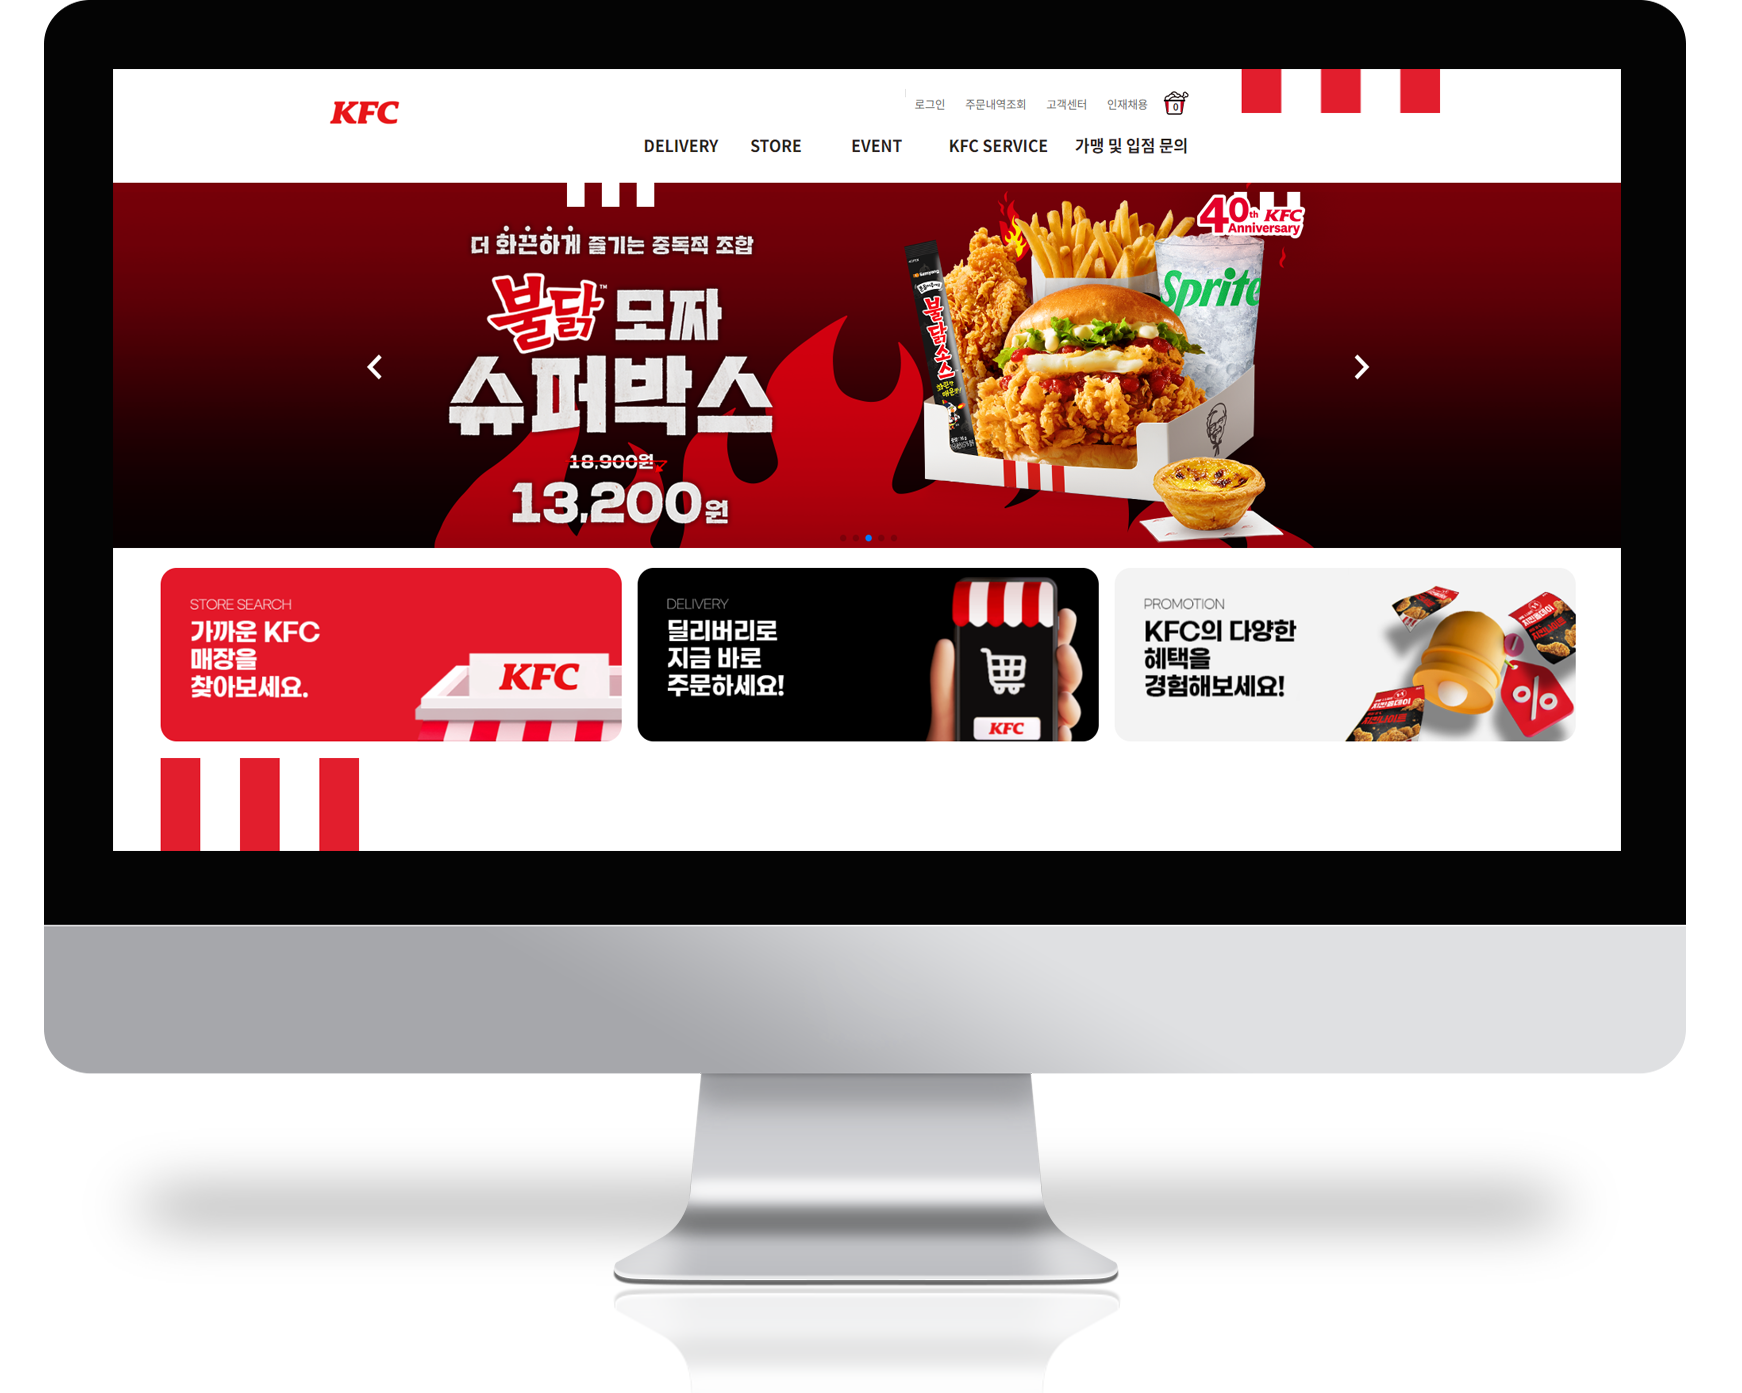 KFC
로그인 주문내역조회 고객센터 인재채용 0
DELIVERY STORE EVENT KFC SERVICE 가맹 및 입점 문의
더 화끈하게 즐기는 중독적 조합
불닭™ 모짜
슈퍼박스
18,900원
13,200원
40th KFC
Anniversary
Sprite
불닭소스
STORE SEARCH
가까운 KFC
매장을
찾아보세요.
KFC
DELIVERY
딜리버리로
지금 바로
주문하세요!
KFC
PROMOTION
KFC의 다양한
혜택을
경험해보세요!
%